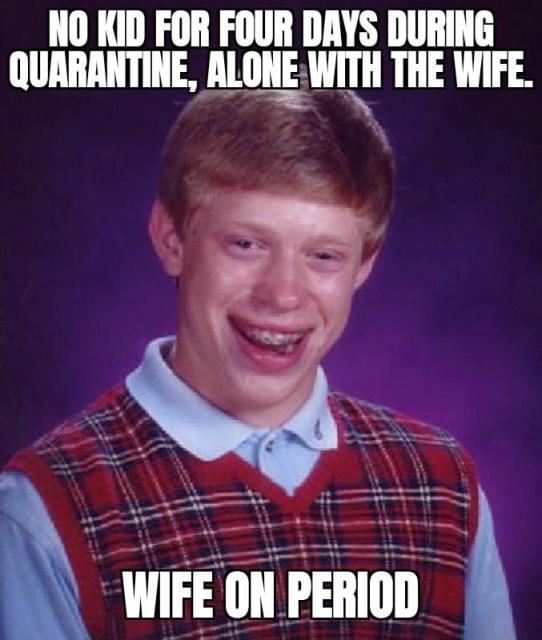 NO KID FOR FOUR DAYS DURING
QUARANTINE, ALONE WITH THE WIFE.
WIFE ON PERIOD